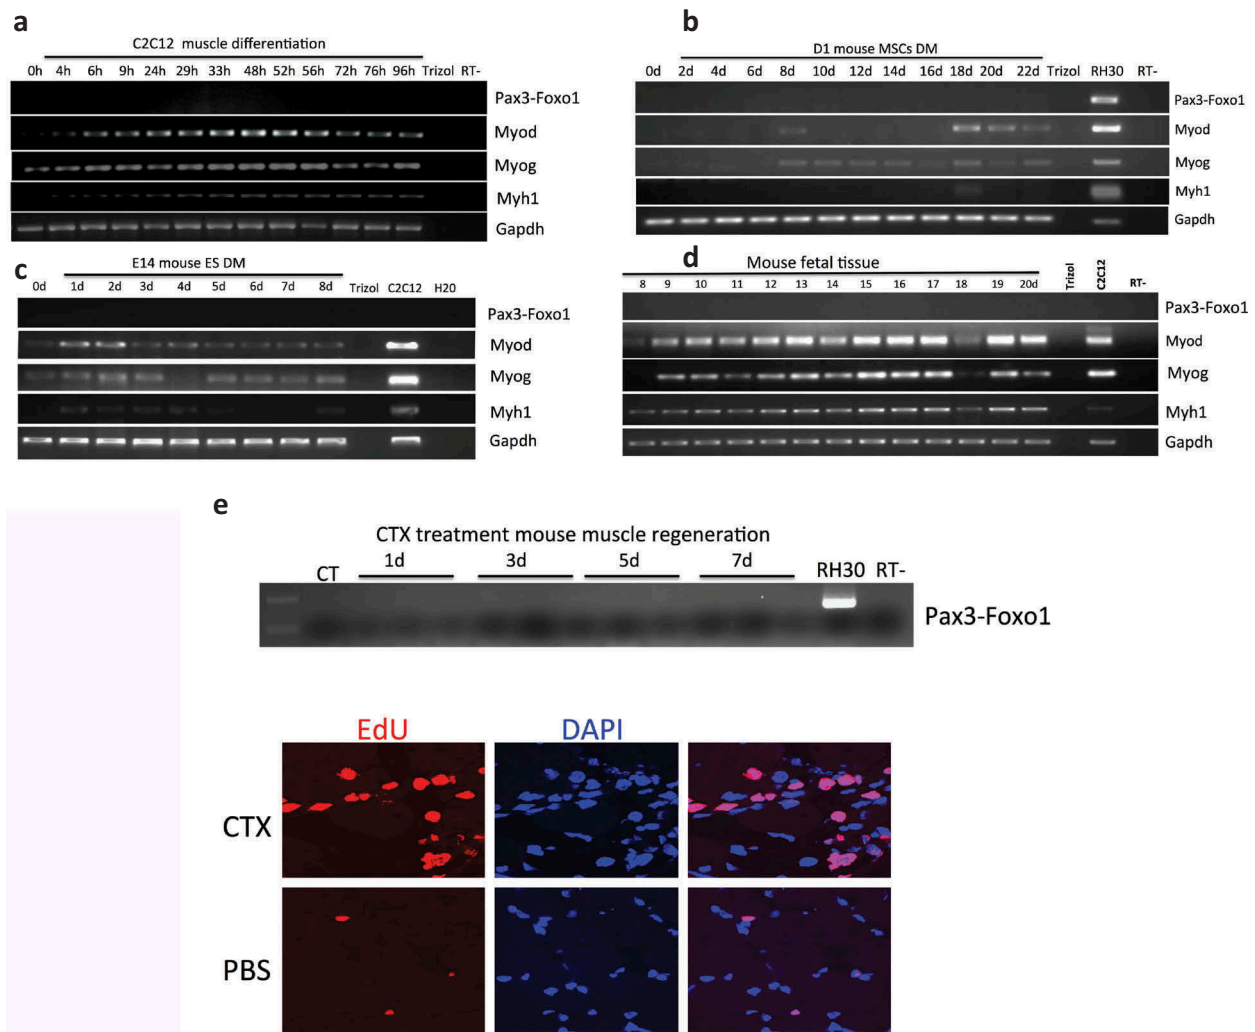 a
C2C12 muscle differentiation
0h 4h 6h 9h 24h 29h 33h 48h 52h 56h 72h 76h 96h Trizol RT-
Pax3-Foxo1
Myod
Myog
Myh1
Gapdh
b
D1 mouse MSCs DM
0d 2d 4d 6d 8d 10d 12d 14d 16d 18d 20d 22d Trizol RH30 RT-
Pax3-Foxo1
Myod
Myog
Myh1
Gapdh
c
E14 mouse ES DM
0d 1d 2d 3d 4d 5d 6d 7d 8d Trizol C2C12 H20
Pax3-Foxo1
Myod
Myog
Myh1
Gapdh
d
Mouse fetal tissue
8 9 10 11 12 13 14 15 16 17 18 19 20d Trizol C2C12 RT-
Pax3-Foxo1
Myod
Myog
Myh1
Gapdh
e
CTX treatment mouse muscle regeneration
CT 1d 3d 5d 7d RH30 RT-
Pax3-Foxo1
EdU DAPI
CTX
PBS